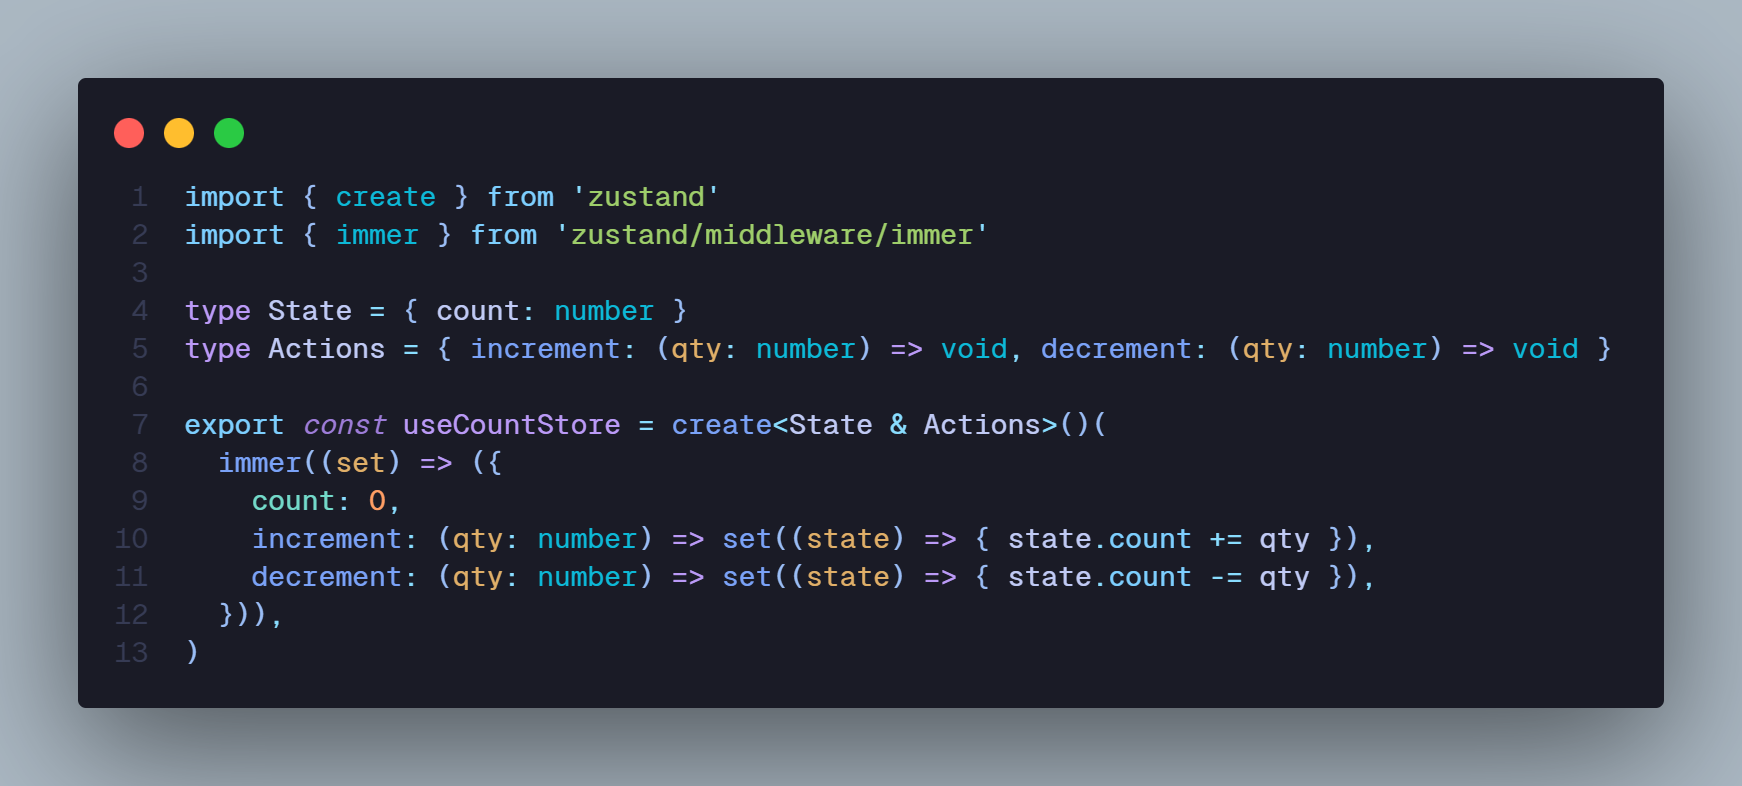 1 import { create } from 'zustand'
2 import { immer } from 'zustand/middleware/immer'
3
4 type State = { count: number }
5 type Actions = { increment: (qty: number) => void, decrement: (qty: number) => void }
6
7 export const useCountStore = create<State & Actions>()(
8   immer((set) => ({
9     count: 0,
10     increment: (qty: number) => set((state) => { state.count += qty }),
11     decrement: (qty: number) => set((state) => { state.count -= qty }),
12   })),
13 )